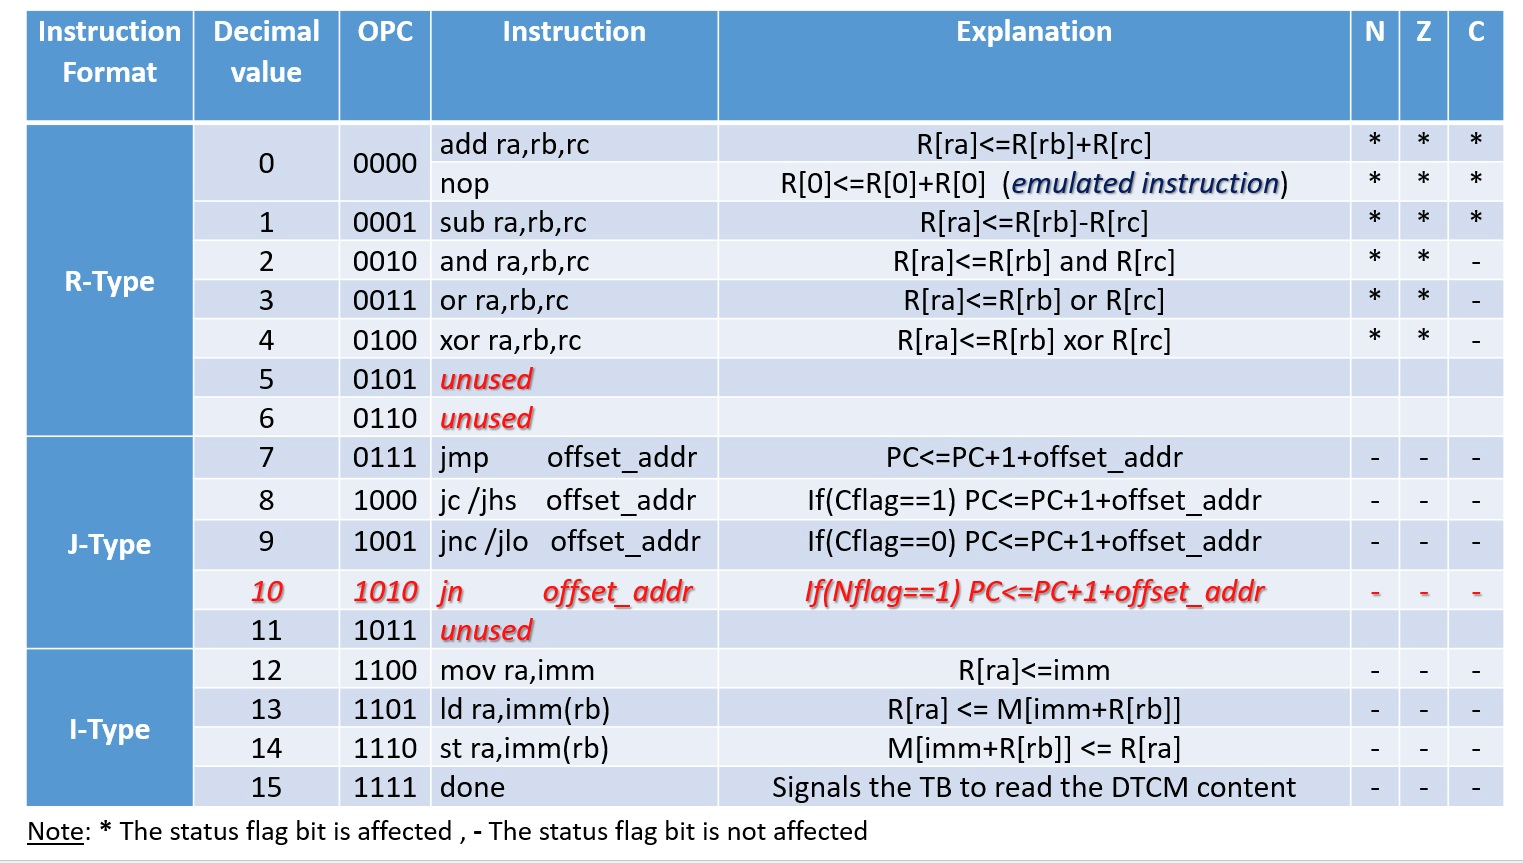 Instruction Format Decimal value OPC Instruction Explanation N Z C
R-Type
0 0000 add ra,rb,rc R[ra]<=R[rb]+R[rc] * * *
nop R[0]<=R[0]+R[0] (emulated instruction) * * *
1 0001 sub ra,rb,rc R[ra]<=R[rb]-R[rc] * * *
2 0010 and ra,rb,rc R[ra]<=R[rb] and R[rc] * * -
3 0011 or ra,rb,rc R[ra]<=R[rb] or R[rc] * * -
4 0100 xor ra,rb,rc R[ra]<=R[rb] xor R[rc] * * -
5 0101 unused
6 0110 unused
J-Type
7 0111 jmp offset_addr PC<=PC+1+offset_addr - - -
8 1000 jc /jhs offset_addr If(Cflag==1) PC<=PC+1+offset_addr - - -
9 1001 jnc /jlo offset_addr If(Cflag==0) PC<=PC+1+offset_addr - - -
10 1010 jn offset_addr If(Nflag==1) PC<=PC+1+offset_addr - - -
11 1011 unused
I-Type
12 1100 mov ra,imm R[ra]<=imm - - -
13 1101 ld ra,imm(rb) R[ra] <= M[imm+R[rb]] - - -
14 1110 st ra,imm(rb) M[imm+R[rb]] <= R[ra] - - -
15 1111 done Signals the TB to read the DTCM content - - -
Note: * The status flag bit is affected , - The status flag bit is not affected